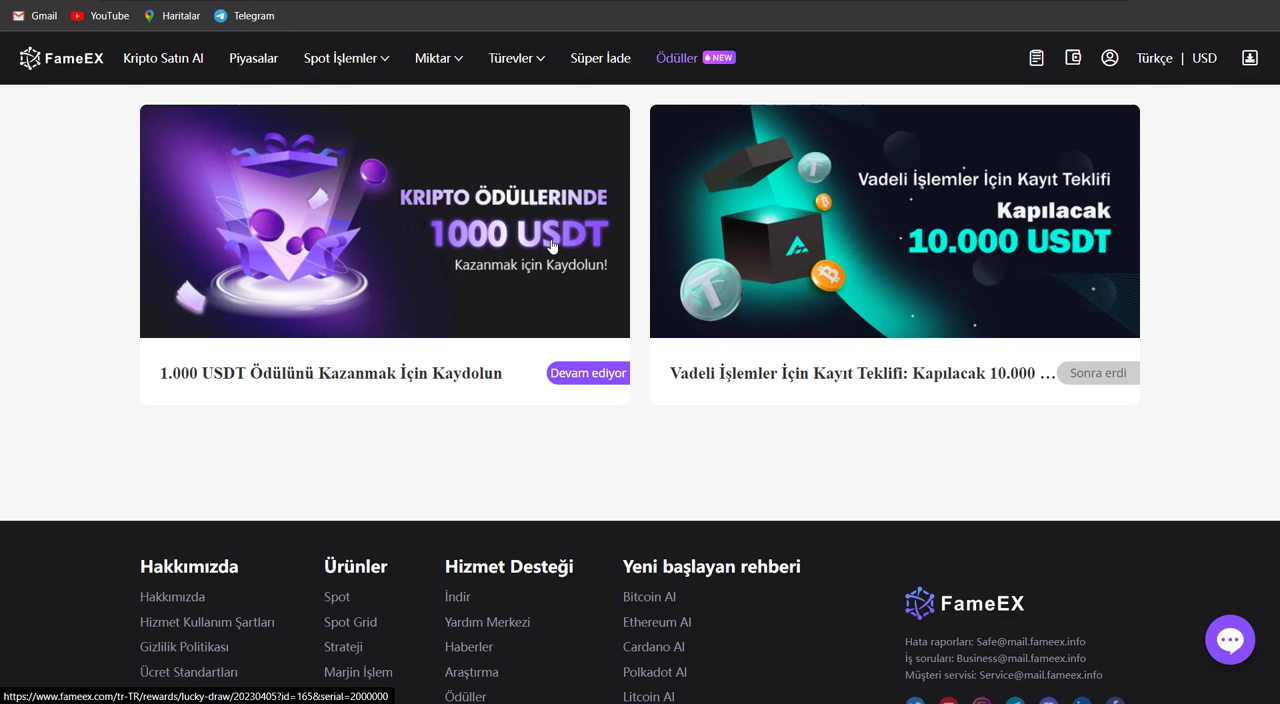 Gmail YouTube Haritalar Telegram
FameEX Kripto Satın Al Piyasalar Spot İşlemler Miktar Türevler Süper İade Ödüller NEW Türkçe | USD
KRIPTO ÖDÜLLERINDE
1000 USDT
Kazanmak için Kaydolun!
Vadeli İşlemler İçin Kayıt Teklifi
Kapılacak
10.000 USDT
1.000 USDT Ödülünü Kazanmak İçin Kaydolun Devam ediyor
Vadeli İşlemler İçin Kayıt Teklifi: Kapılacak 10.000 ... Sonra erdi
Hakkımızda
Hakkımızda
Hizmet Kullanım Şartları
Gizlilik Politikası
Ücret Standartları
Ürünler
Spot
Spot Grid
Strateji
Marjin İşlem
Hizmet Desteği
İndir
Yardım Merkezi
Haberler
Araştırma
Ödüller
Yeni başlayan rehberi
Bitcoin Al
Ethereum Al
Cardano Al
Polkadot Al
Litcoin Al
FameEX
Hata raporları: Safe@mail.fameex.info
İş soruları: Business@mail.fameex.info
Müşteri servisi: Service@mail.fameex.info
https://www.fameex.com/tr-TR/rewards/lucky-draw/20230405?id=165&serial=2000000